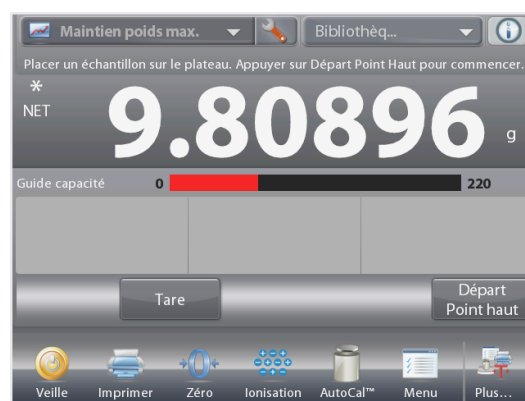 Maintien poids max. Bibliothèq...
Placer un échantillon sur le plateau. Appuyer sur Départ Point Haut pour commencer.
*
NET 9.80896 g
Guide capacité 0 220
Tare Départ Point haut
Veille Imprimer Zéro Ionisation AutoCal™ Menu Plus...